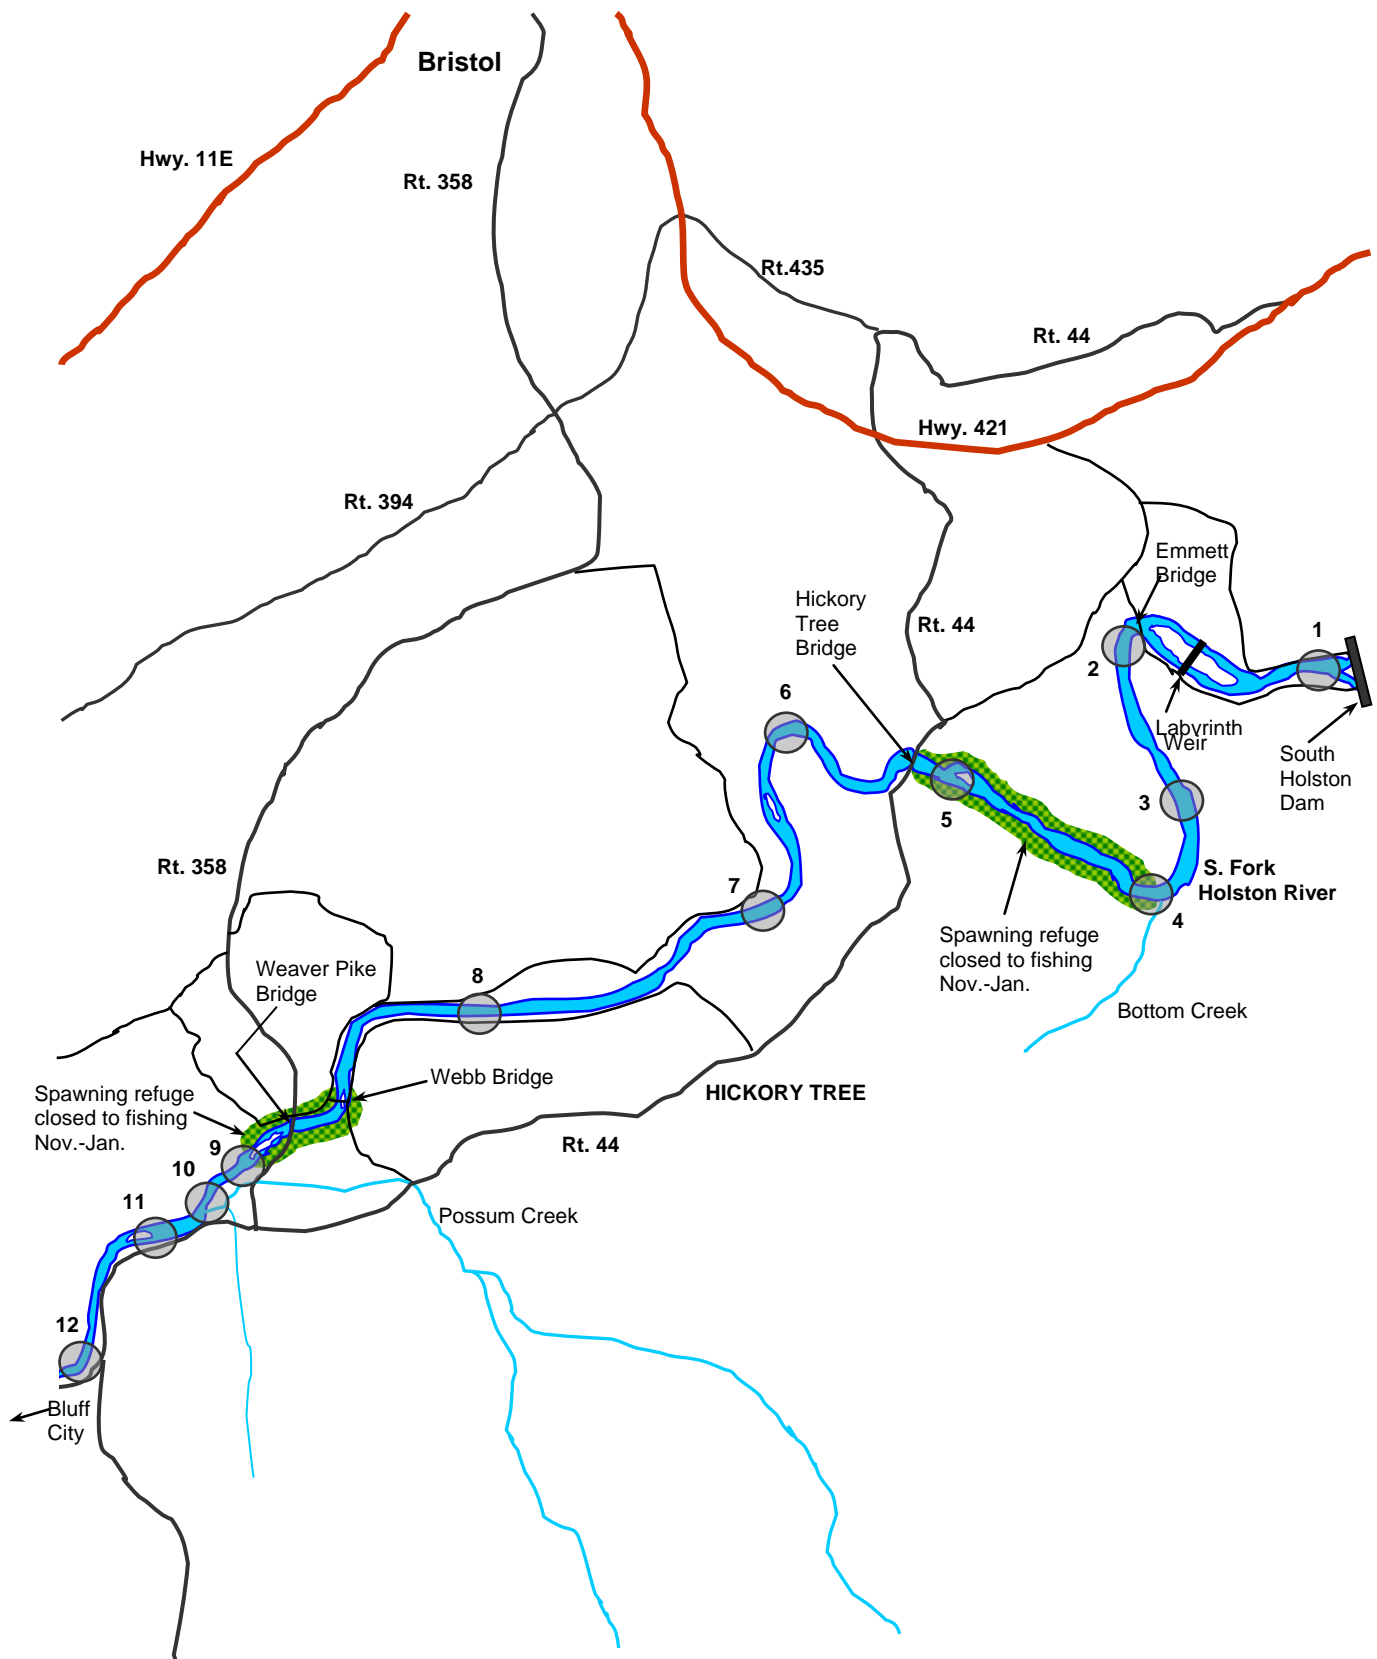 Bristol
Hwy. 11E
Rt. 358
Rt.435
Rt. 44
Hwy. 421
Rt. 394
Emmett
Bridge
Hickory
Tree
Bridge
Rt. 44
1
2
6
Labyrinth
Weir
South
Holston
Dam
3
5
Rt. 358
7
S. Fork
Holston River
4
Spawning refuge
closed to fishing
Nov.-Jan.
Weaver Pike
Bridge
8
Bottom Creek
Webb Bridge
HICKORY TREE
Spawning refuge
closed to fishing
Nov.-Jan.
Rt. 44
9
10
11
Possum Creek
12
Bluff
City